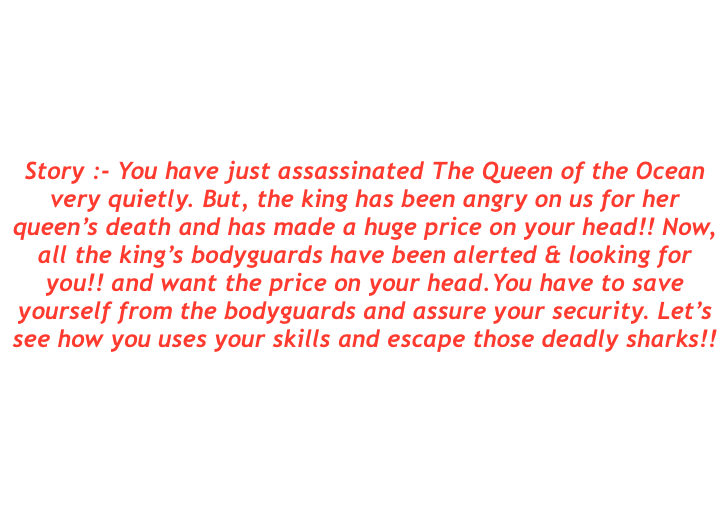 Story :- You have just assassinated The Queen of the Ocean
very quietly. But, the king has been angry on us for her
queen’s death and has made a huge price on your head!! Now,
all the king’s bodyguards have been alerted & looking for
you!! and want the price on your head.You have to save
yourself from the bodyguards and assure your security. Let’s
see how you uses your skills and escape those deadly sharks!!